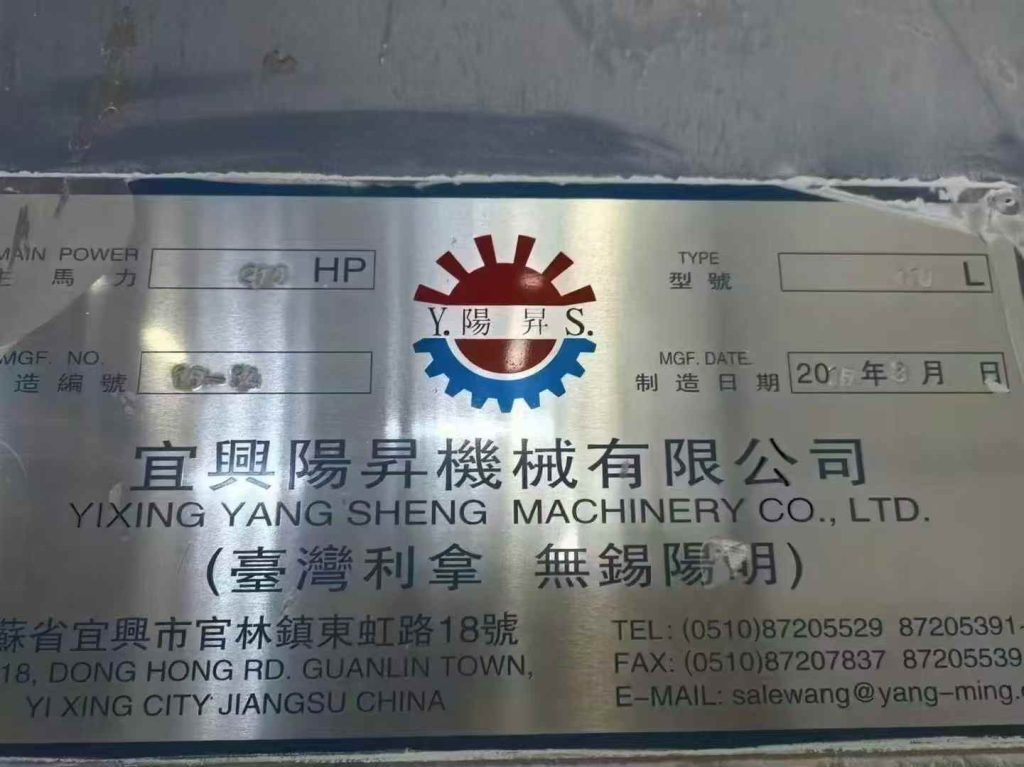 MAIN POWER HP
主馬力
TYPE L
型號
Y.陽 昇S.
MGF. NO.
造編號
MGF. DATE. 20 年 月 日
制造日期
宜興陽昇機械有限公司
YIXING YANG SHENG MACHINERY CO., LTD.
(臺灣利拿 無錫陽明)
蘇省宜興市官林鎮東虹路18號
18, DONG HONG RD. GUANLIN TOWN,
YI XING CITY JIANGSU CHINA
TEL: (0510)87205529 87205391
FAX: (0510)87207837 87205539
E-MAIL: salewang@yang-ming.